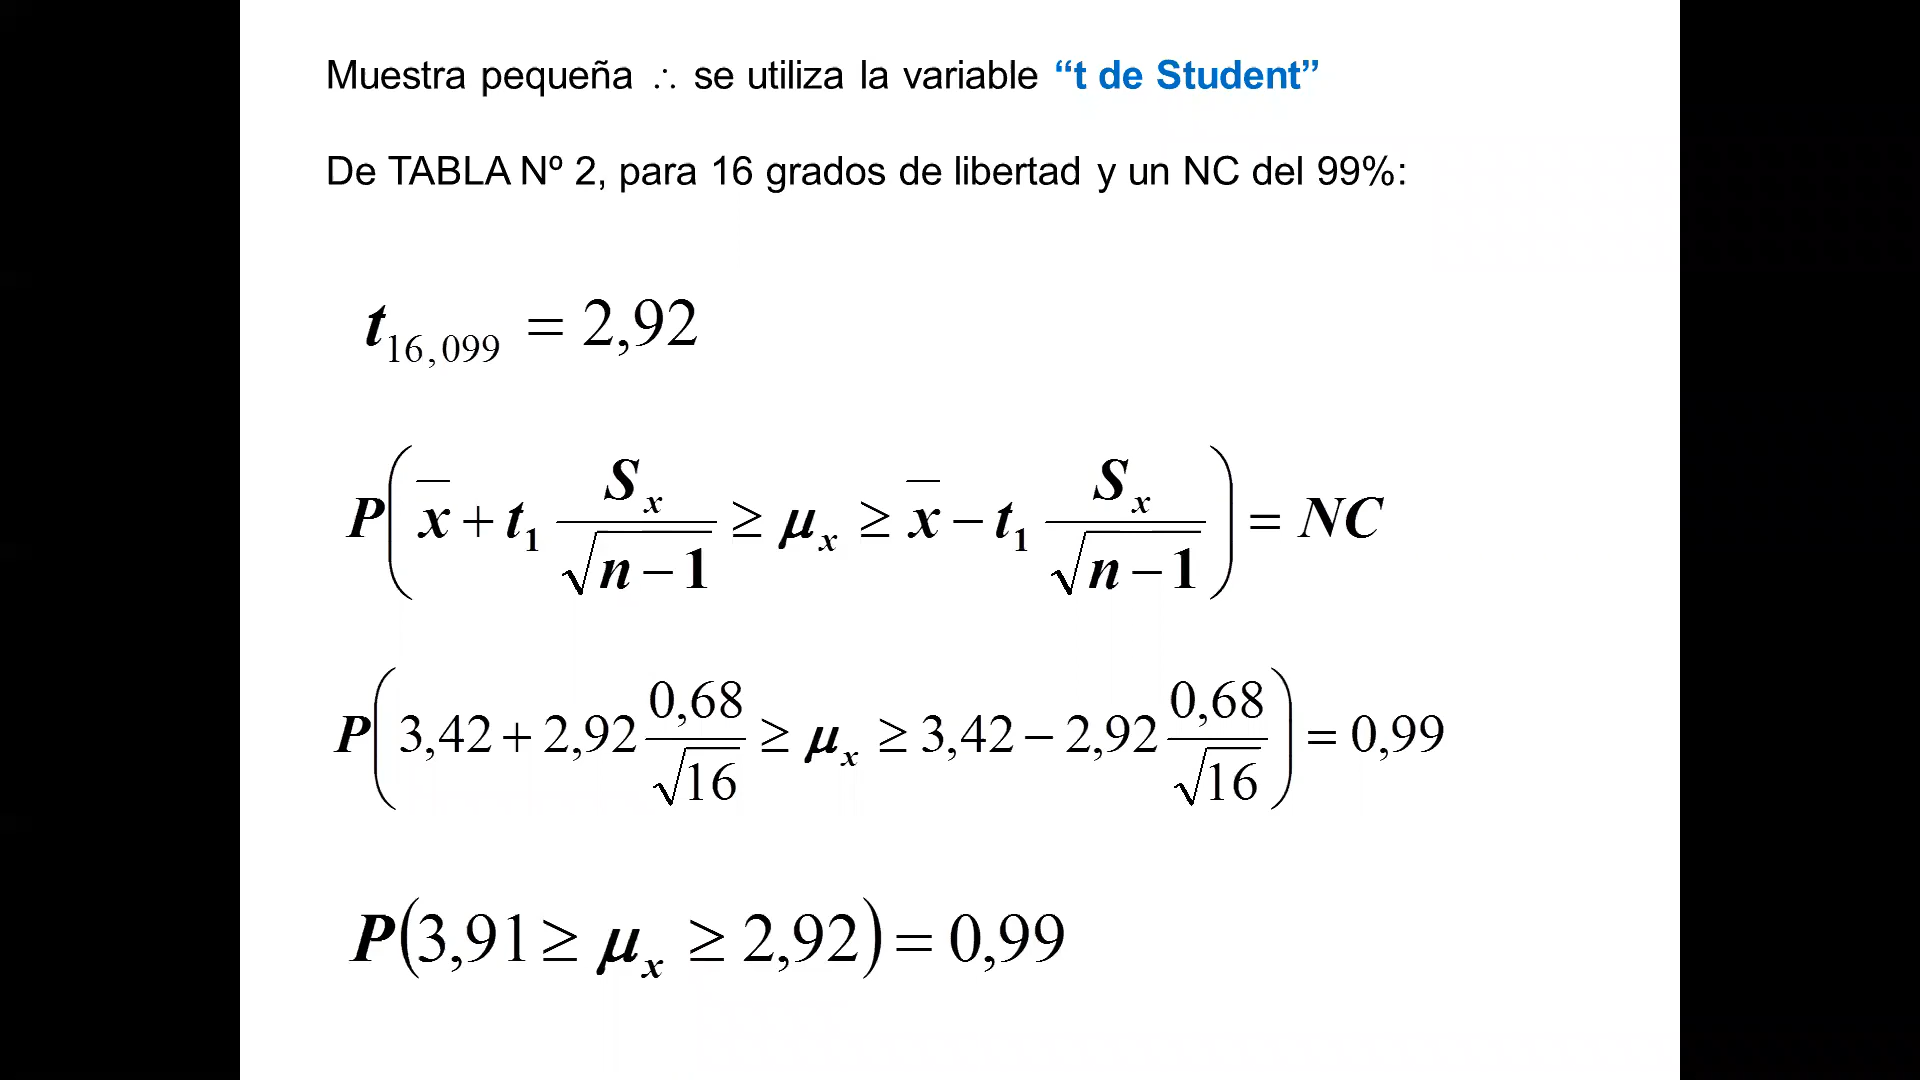 Muestra pequeña ∴ se utiliza la variable “t de Student”
De TABLA Nº 2, para 16 grados de libertad y un NC del 99%:
t₁₆,₀₉₉ = 2,92
P(x̄ + t₁ Sₓ/√(n−1) ≥ μₓ ≥ x̄ − t₁ Sₓ/√(n−1)) = NC
P(3,42 + 2,92 0,68/√16 ≥ μₓ ≥ 3,42 − 2,92 0,68/√16) = 0,99
P(3,91 ≥ μₓ ≥ 2,92) = 0,99